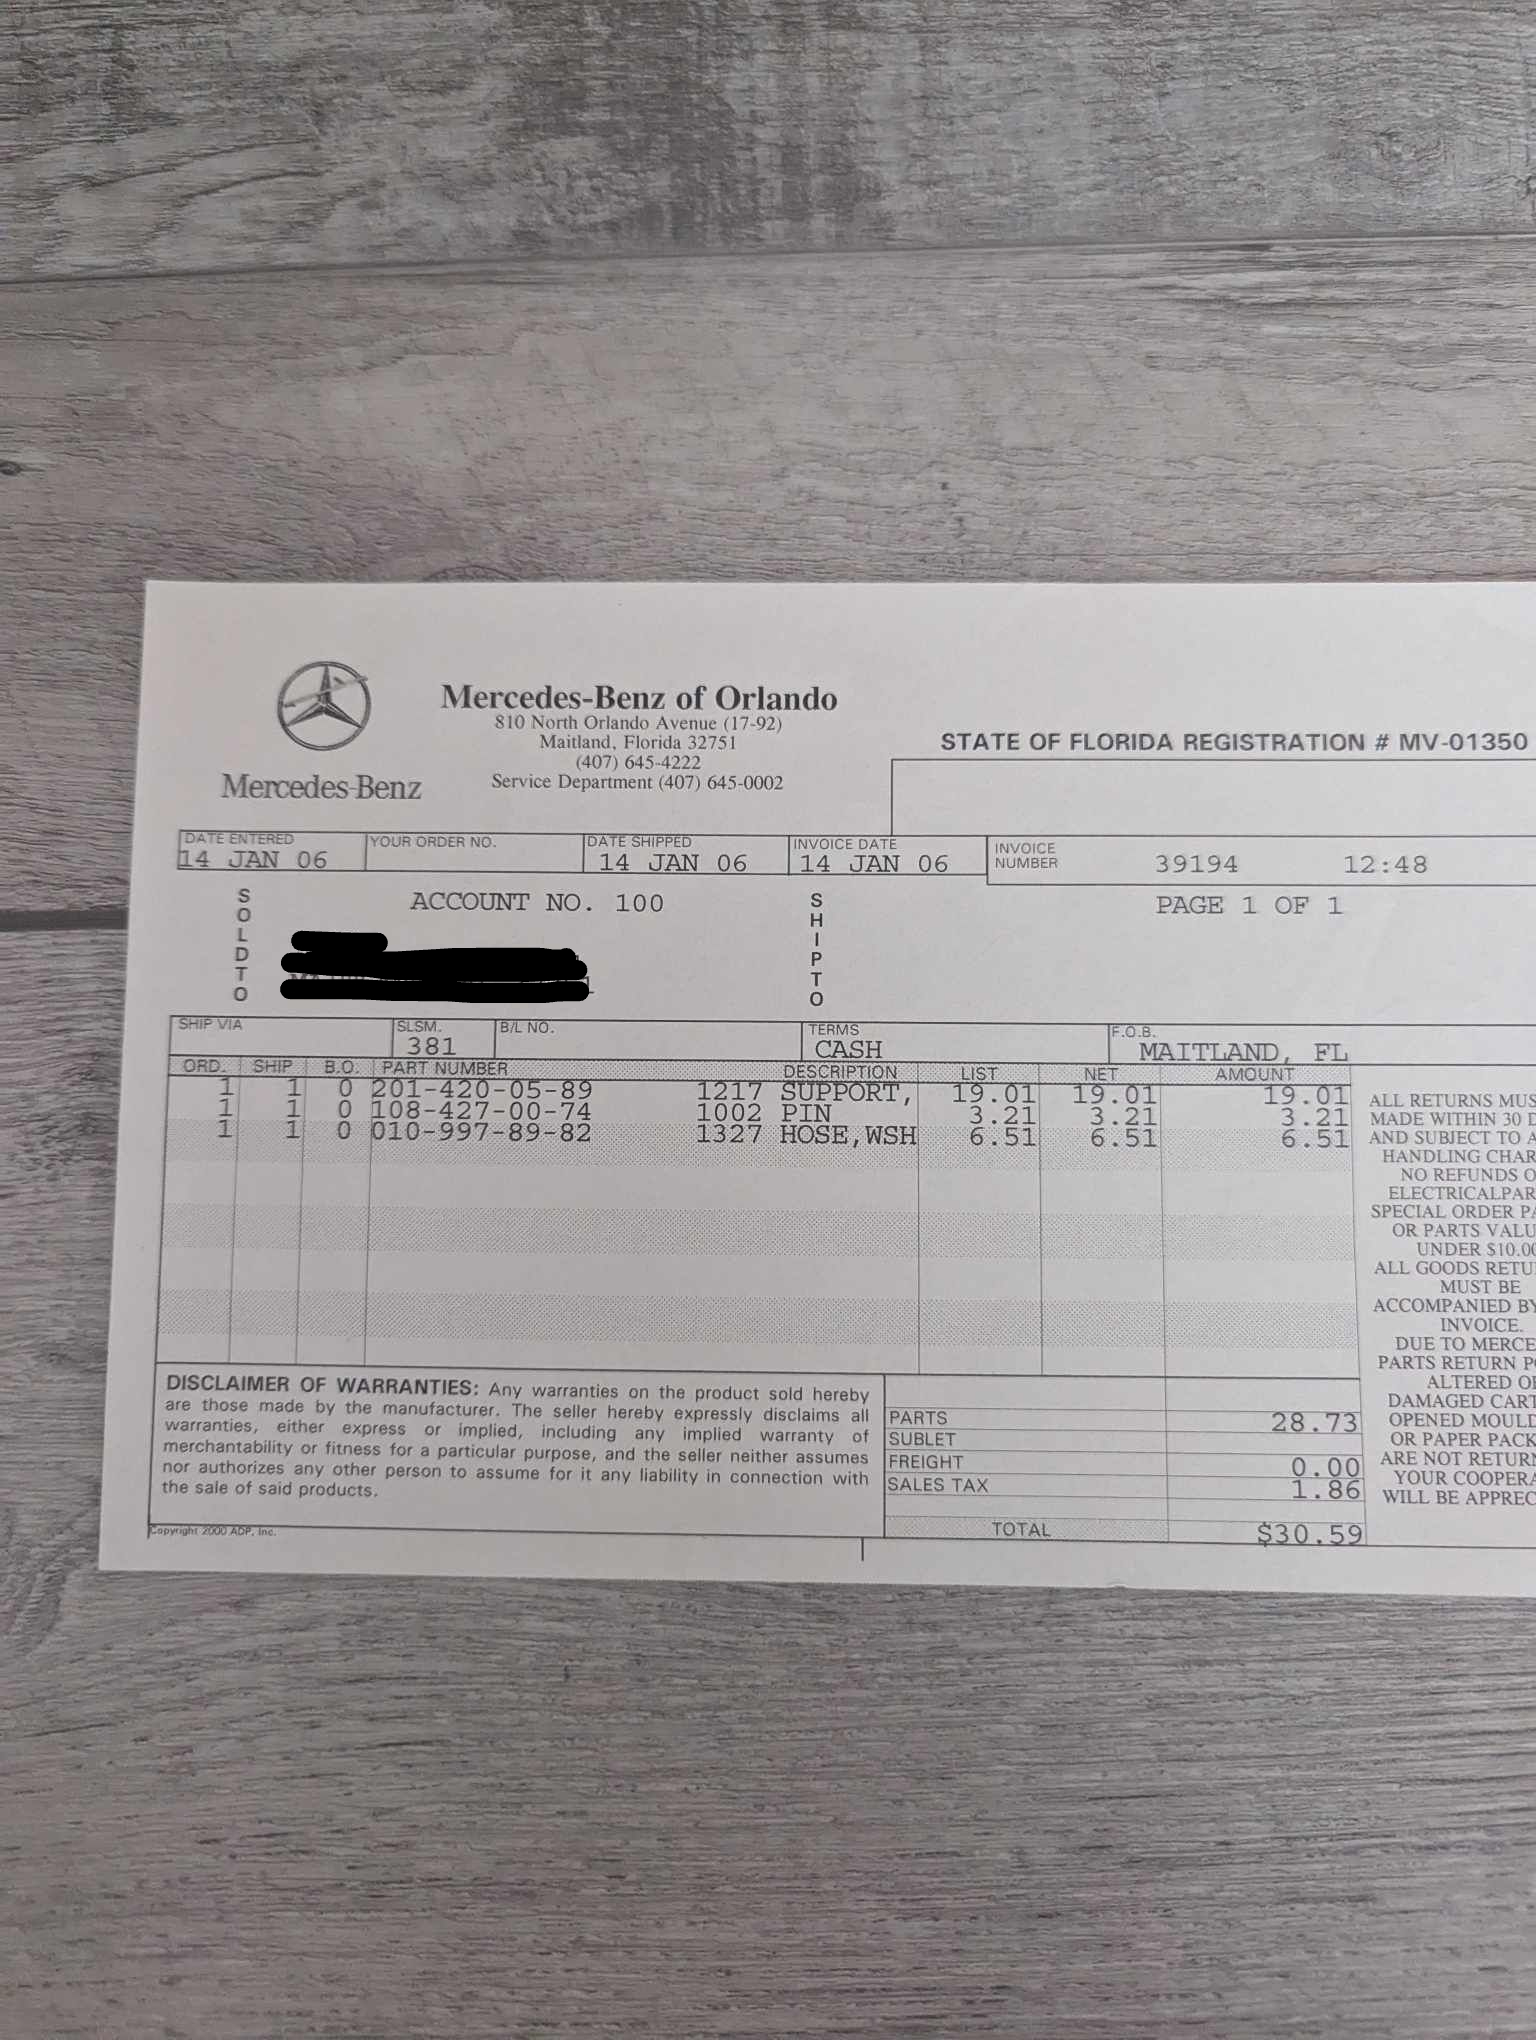 Mercedes-Benz of Orlando
810 North Orlando Avenue (17-92)
Maitland, Florida 32751
(407) 645-4222
Service Department (407) 645-0002
Mercedes-Benz
STATE OF FLORIDA REGISTRATION # MV-01350
DATE ENTERED YOUR ORDER NO. DATE SHIPPED INVOICE DATE INVOICE NUMBER
14 JAN 06 14 JAN 06 14 JAN 06 39194 12:48
SOLD TO ACCOUNT NO. 100 SHIP TO PAGE 1 OF 1
SHIP VIA SLSM. B/L NO. TERMS F.O.B.
381 CASH MAITLAND, FL
ORD. SHIP B.O. PART NUMBER DESCRIPTION LIST NET AMOUNT
1 1 0 201-420-05-89 1217 SUPPORT, 19.01 19.01 19.01
1 1 0 108-427-00-74 1002 PIN 3.21 3.21 3.21
1 1 0 010-997-89-82 1327 HOSE,WSH 6.51 6.51 6.51
ALL RETURNS MUS
MADE WITHIN 30 D
AND SUBJECT TO A
HANDLING CHAR
NO REFUNDS O
ELECTRICALPAR
SPECIAL ORDER PA
OR PARTS VALU
UNDER $10.00
ALL GOODS RETU
MUST BE
ACCOMPANIED BY
INVOICE.
DUE TO MERCE
PARTS RETURN PO
ALTERED OR
DAMAGED CART
OPENED MOULD
OR PAPER PACK
ARE NOT RETURN
YOUR COOPERA
WILL BE APPREC
DISCLAIMER OF WARRANTIES: Any warranties on the product sold hereby
are those made by the manufacturer. The seller hereby expressly disclaims all
warranties, either express or implied, including any implied warranty of
merchantability or fitness for a particular purpose, and the seller neither assumes
nor authorizes any other person to assume for it any liability in connection with
the sale of said products.
PARTS 28.73
SUBLET
FREIGHT 0.00
SALES TAX 1.86
TOTAL $30.59
Copyright 2000 ADP, Inc.